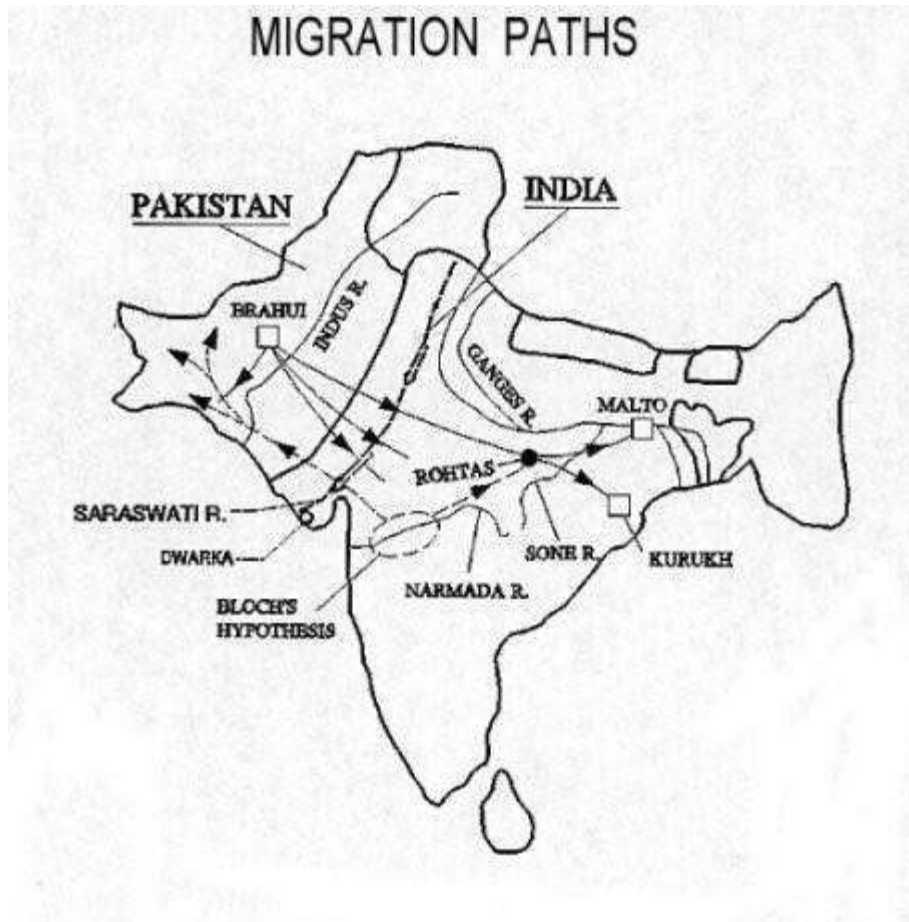 MIGRATION PATHS
PAKISTAN
INDIA
BRAHUI
INDUS R.
GANGES R.
MALTO
ROHTAS
SARASWATI R.
DWARKA
SONE R.
KURUKH
NARMADA R.
BLOCH'S
HYPOTHESIS